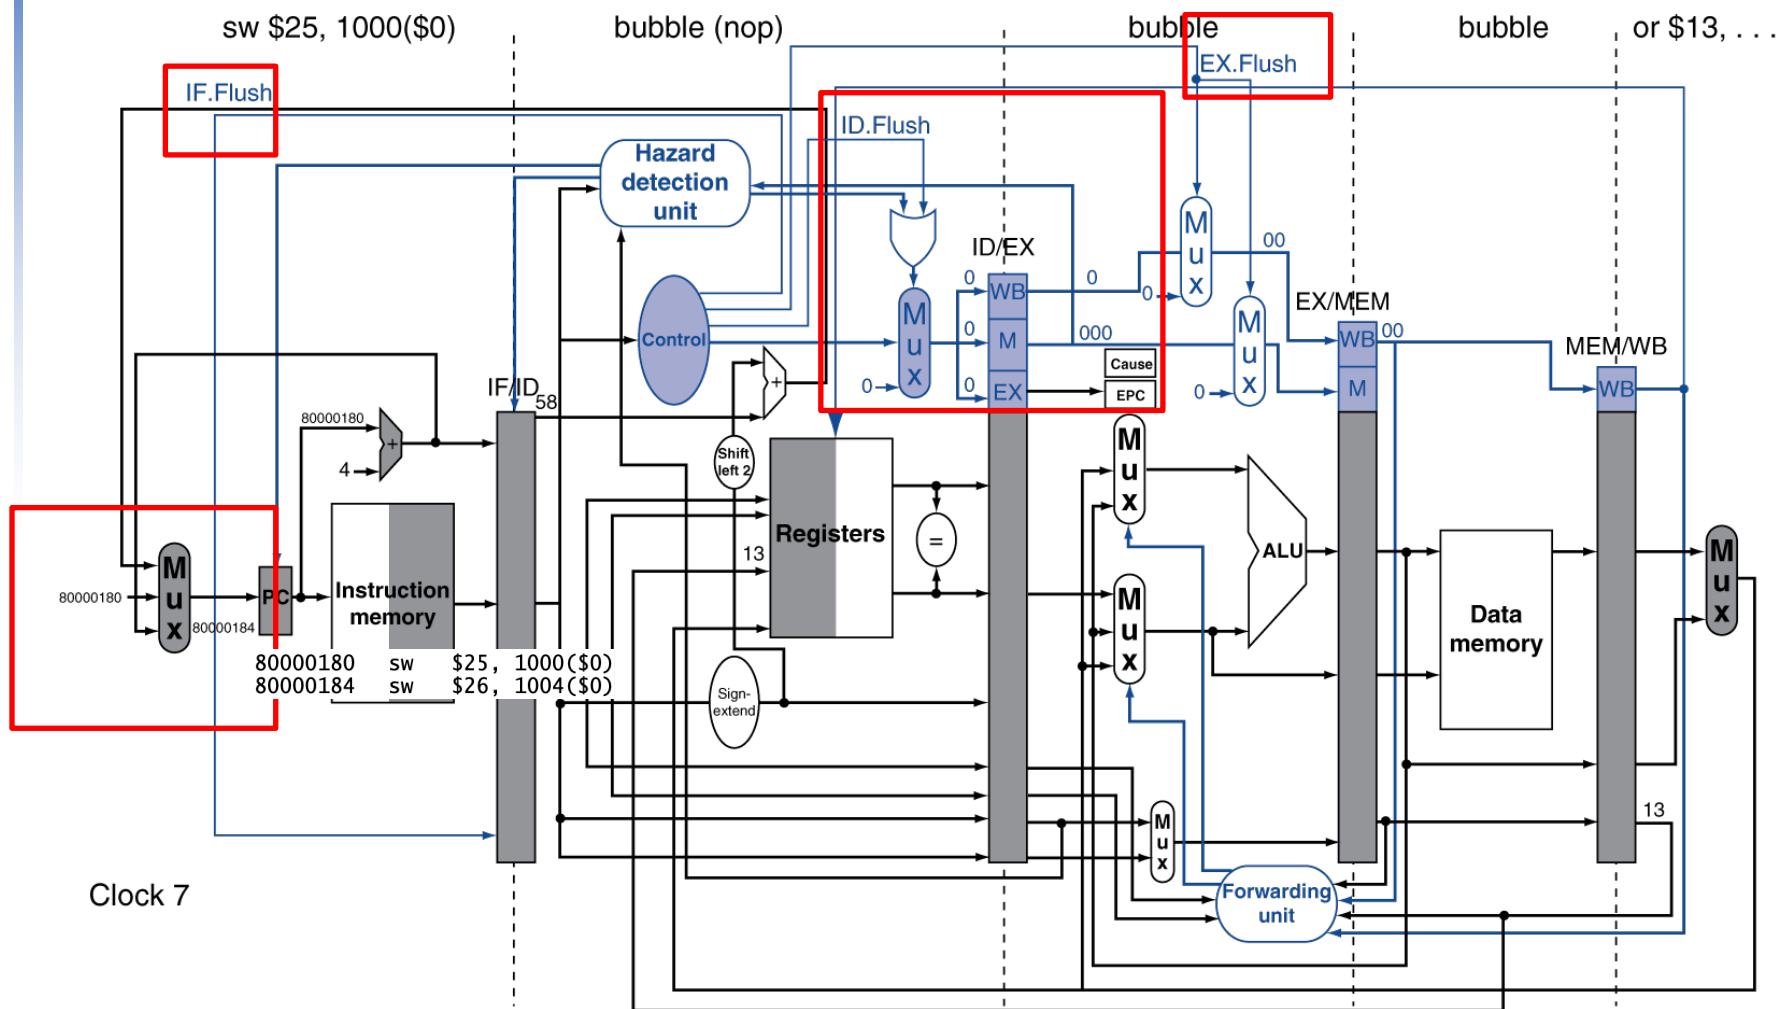 sw $25, 1000($0)
bubble (nop)
bubble
bubble
or $13, . . .
EX.Flush
IF.Flush
ID.Flush
Hazard
detection
unit
M
u
x
0
00
ID/EX
0
WB
0
M
u
x
0
EX/MEM
M
u
x
0
Control
0
M
000
WB
00
MEM/WB
0
EX
Cause
EPC
0
M
WB
IF/ID
58
+
80000180
+
4
Shift
left 2
M
u
x
Registers
=
13
ALU
M
u
x
80000180
80000184
PC
Instruction
memory
M
u
x
Data
memory
M
u
x
80000180 sw $25, 1000($0)
80000184 sw $26, 1004($0)
Sign-
extend
M
u
x
13
Forwarding
unit
Clock 7